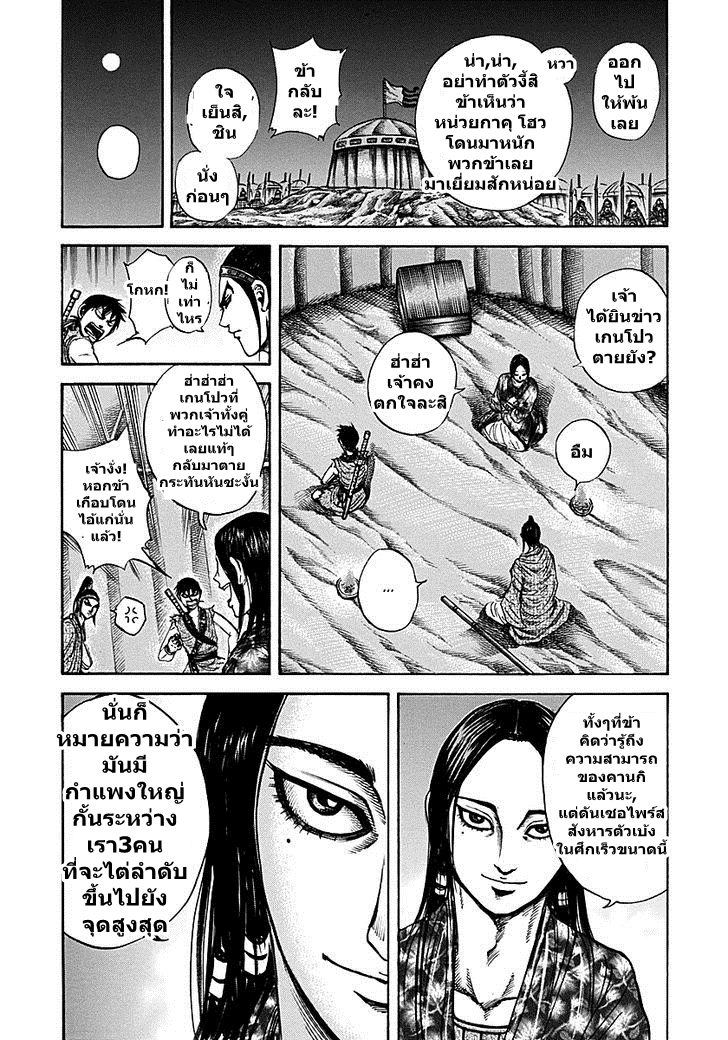 ออก
ไป
ให้พ้น
เลย
หวา
น่า,น่า,
อย่าทำตัวงี้สิ
ข้าเห็นว่า
หน่วยกาคุ โฮว
โดนมาหนัก
พวกข้าเลย
มาเยี่ยมสักหน่อย
ข้า
กลับ
ละ!
ใจ
เย็นสิ,
ชิน
นั่ง
ก่อนๆ
เจ้า
ได้ยินข่าว
เกนโปว
ตายยัง?
ฮ่าฮ่า
เจ้าคง
ตกใจละสิ
อืม
...
ก็
ไม่
เท่า
ไหร
โกหก!
ฮ่าฮ่าฮ่า
เกนโปวที่
พวกเจ้าทั้งคู่
ทำอะไรไม่ได้
เลยแท้ๆ
กลับมาตาย
กระทันหันซะงั้น
เจ้างั่ง!
หอกข้า
เกือบโดน
ไอ้แก่นั่น
แล้ว!
ทั้งๆที่ข้า
คิดว่ารู้ถึง
ความสามารถ
ของคานกิ
แล้วนะ,
แต่ดันเซอไพร์ส
สังหารตัวเบ้ง
ในศึกเร็วขนาดนี้
นั่นก็
หมายความว่า
มันมี
กำแพงใหญ่
กั้นระหว่าง
เรา3คน
ที่จะไต่ลำดับ
ขึ้นไปยัง
จุดสูงสุด